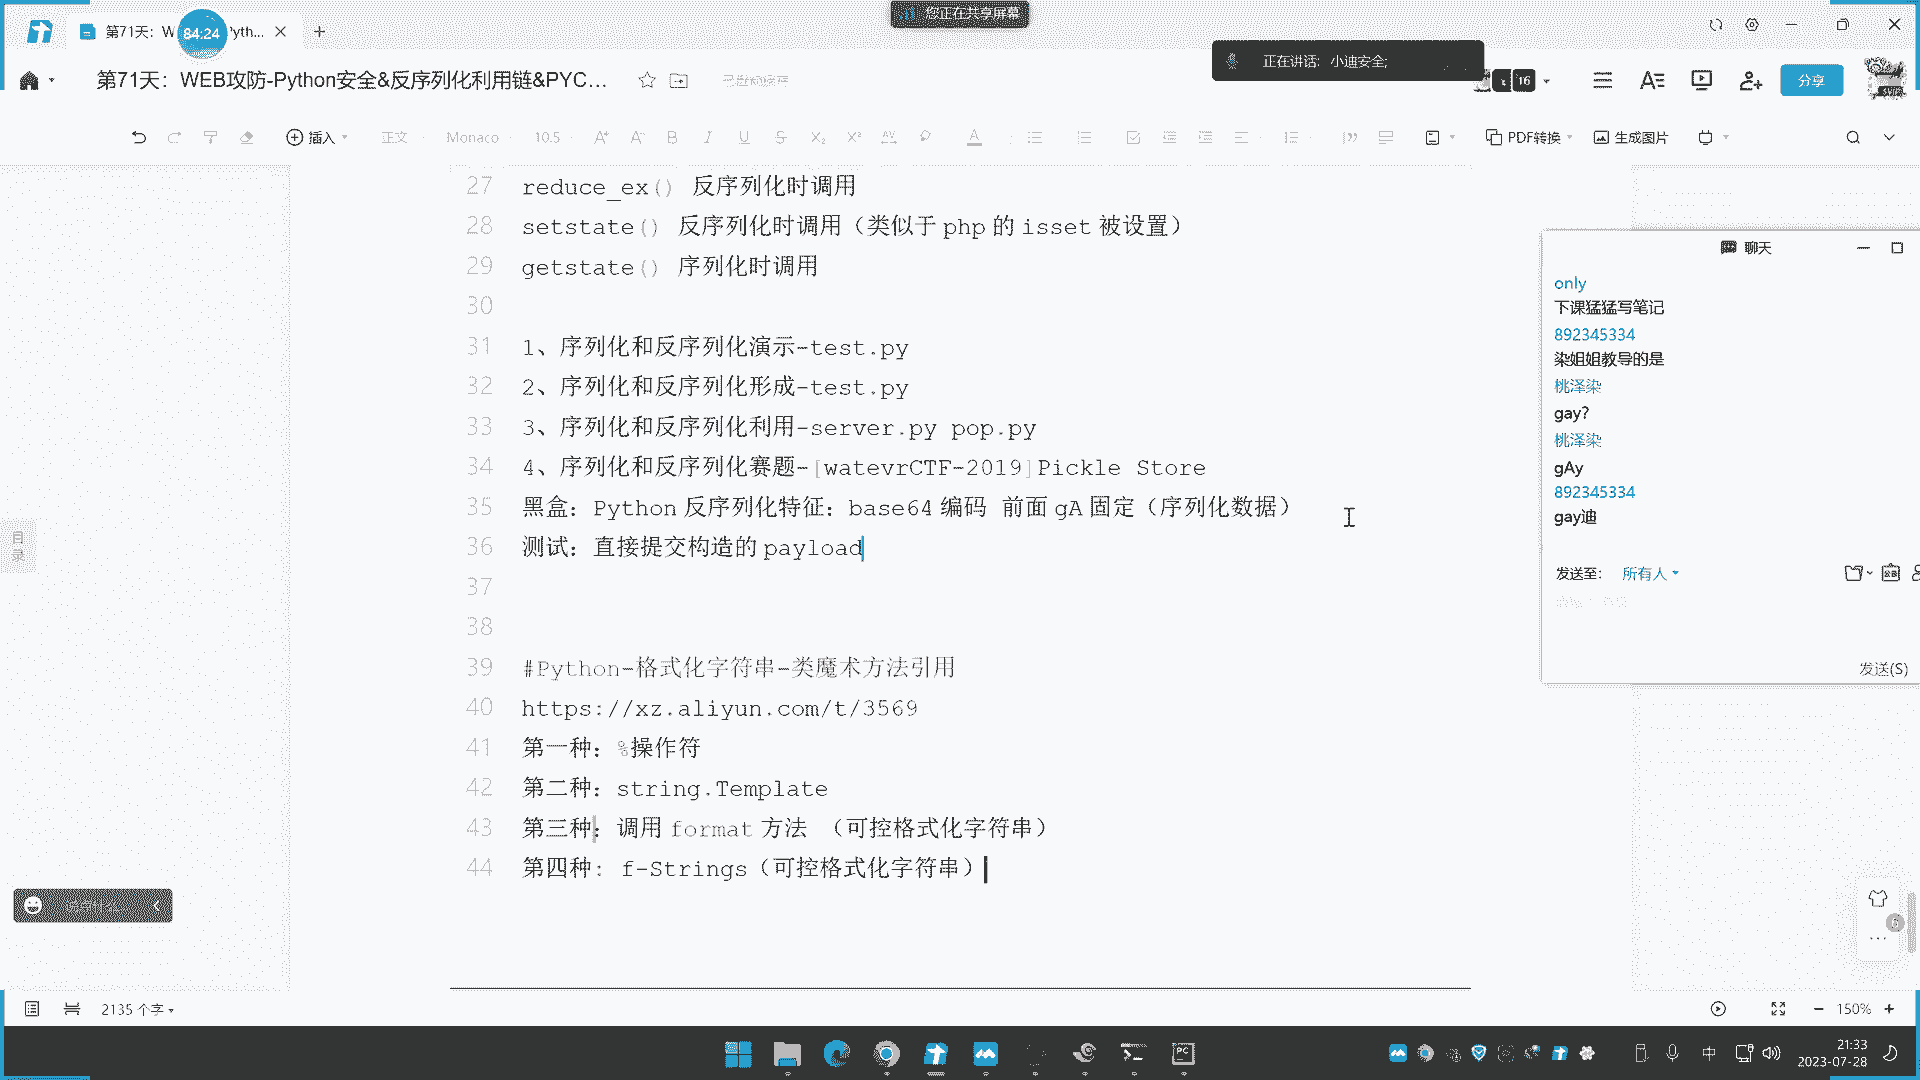 您正在共享屏幕
第71天：W
84:24
'yth...
正在讲话: 小迪安全;
第71天：WEB攻防-Python安全&反序列化利用链&PYC...
16
分享
插入
正文
Monaco
10.5
PDF转换
生成图片
27 reduce_ex() 反序列化时调用
28 setstate() 反序列化时调用（类似于 php 的 isset 被设置）
29 getstate() 序列化时调用
30
31 1、序列化和反序列化演示-test.py
32 2、序列化和反序列化形成-test.py
33 3、序列化和反序列化利用-server.py pop.py
34 4、序列化和反序列化赛题-[watevrCTF-2019]Pickle Store
35 黑盒：Python 反序列化特征：base64 编码 前面 gA 固定（序列化数据）
36 测试：直接提交构造的 payload
37
38
39 #Python-格式化字符串-类魔术方法引用
40 https://xz.aliyun.com/t/3569
41 第一种：%操作符
42 第二种：string.Template
43 第三种：调用 format 方法 （可控格式化字符串）
44 第四种: f-Strings（可控格式化字符串）
目录
聊天
only
下课猛猛写笔记
892345334
染姐姐教导的是
桃泽染
gay?
桃泽染
gAy
892345334
gay迪
发送至:
所有人
发送(S)
2135 个字
150%
中
21:33
2023-07-28